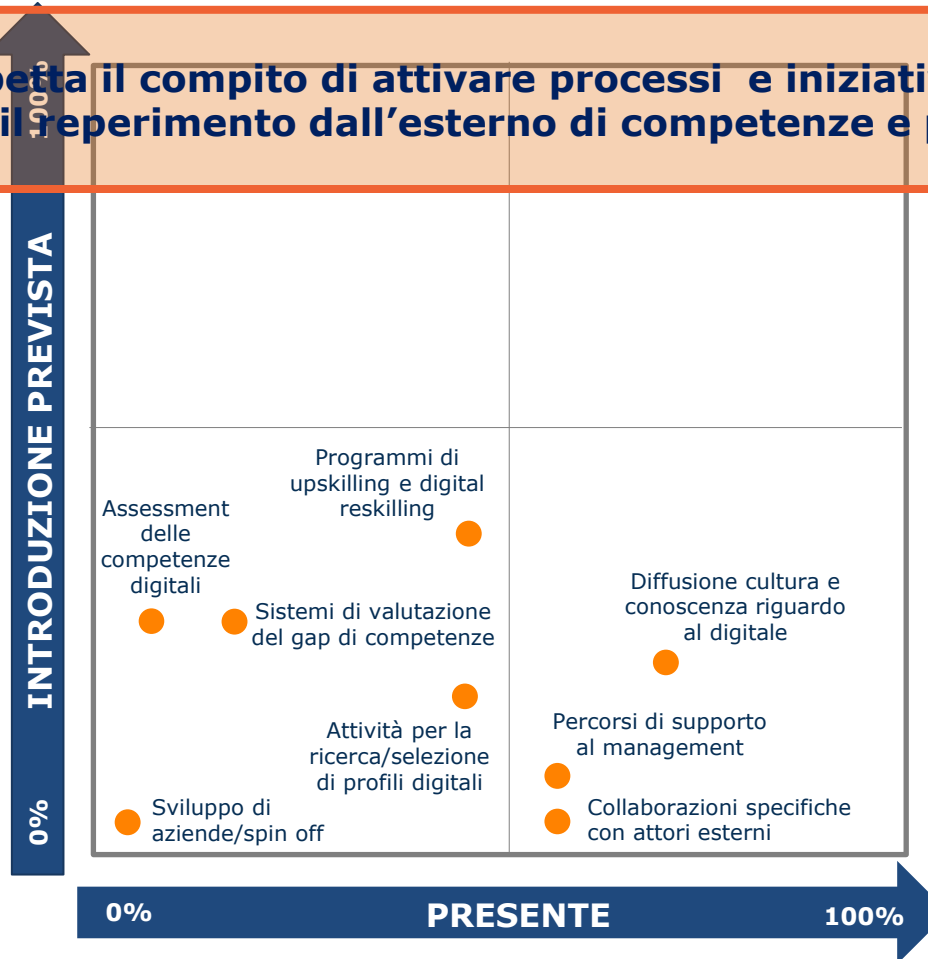 petta il compito di attivare processi e iniziati
il reperimento dall’esterno di competenze e p
100%
INTRODUZIONE PREVISTA
0%
Programmi di
upskilling e digital
reskilling
Assessment
delle
competenze
digitali
Sistemi di valutazione
del gap di competenze
Diffusione cultura e
conoscenza riguardo
al digitale
Attività per la
ricerca/selezione
di profili digitali
Percorsi di supporto
al management
Sviluppo di
aziende/spin off
Collaborazioni specifiche
con attori esterni
0%
PRESENTE
100%